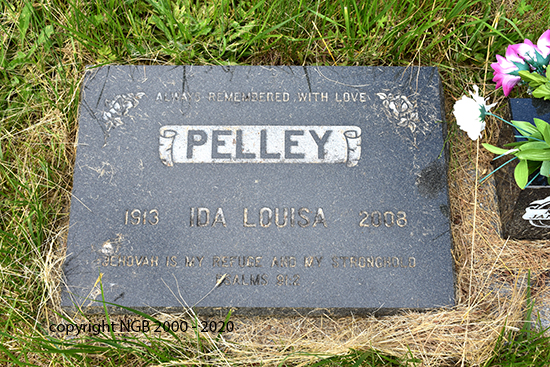 ALWAYS REMEMBERED WITH LOVE
PELLEY
1913 IDA LOUISA 2008
JEHOVAH IS MY REFUGE AND MY STRONGHOLD
PSALMS 91:2
copyright NGB 2000 - 2020